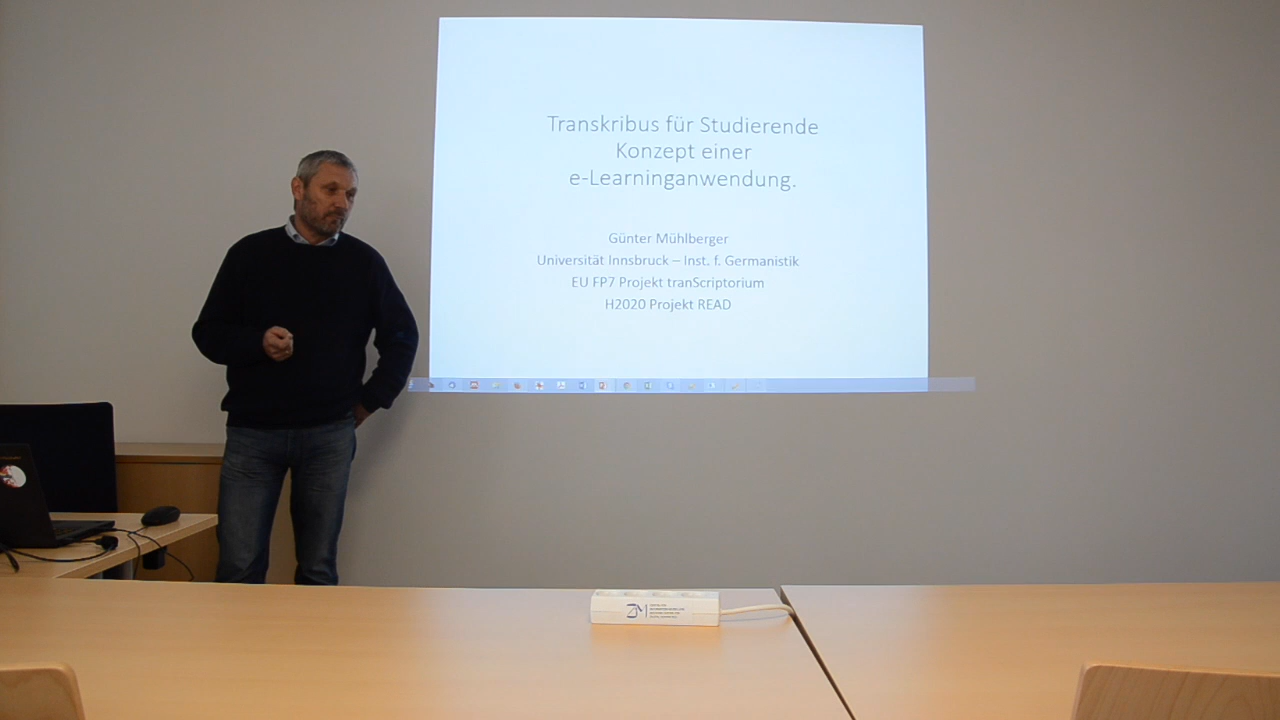 Transkribus für Studierende
Konzept einer
e-Learninganwendung.
Günter Mühlberger
Universität Innsbruck – Inst. f. Germanistik
EU FP7 Projekt tranScriptorium
H2020 Projekt READ